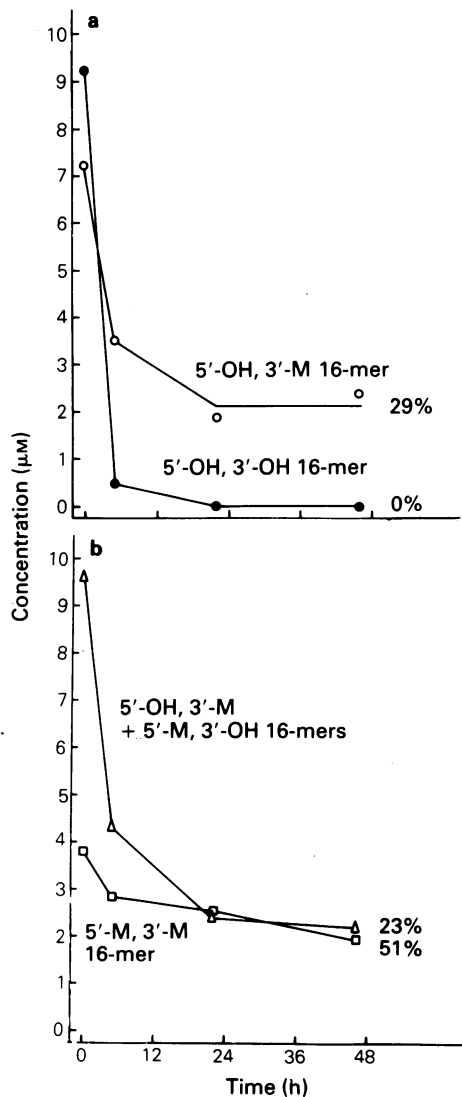 a
10
9
8
7
6
5
4
3
2
1
0
5′-OH, 3′-M 16-mer
29%
5′-OH, 3′-OH 16-mer
0%
Concentration (μM)
b
10
9
8
7
6
5
4
3
2
1
0
5′-OH, 3′-M
+ 5′-M, 3′-OH 16-mers
23%
51%
5′-M, 3′-M
16-mer
0 12 24 36 48
Time (h)